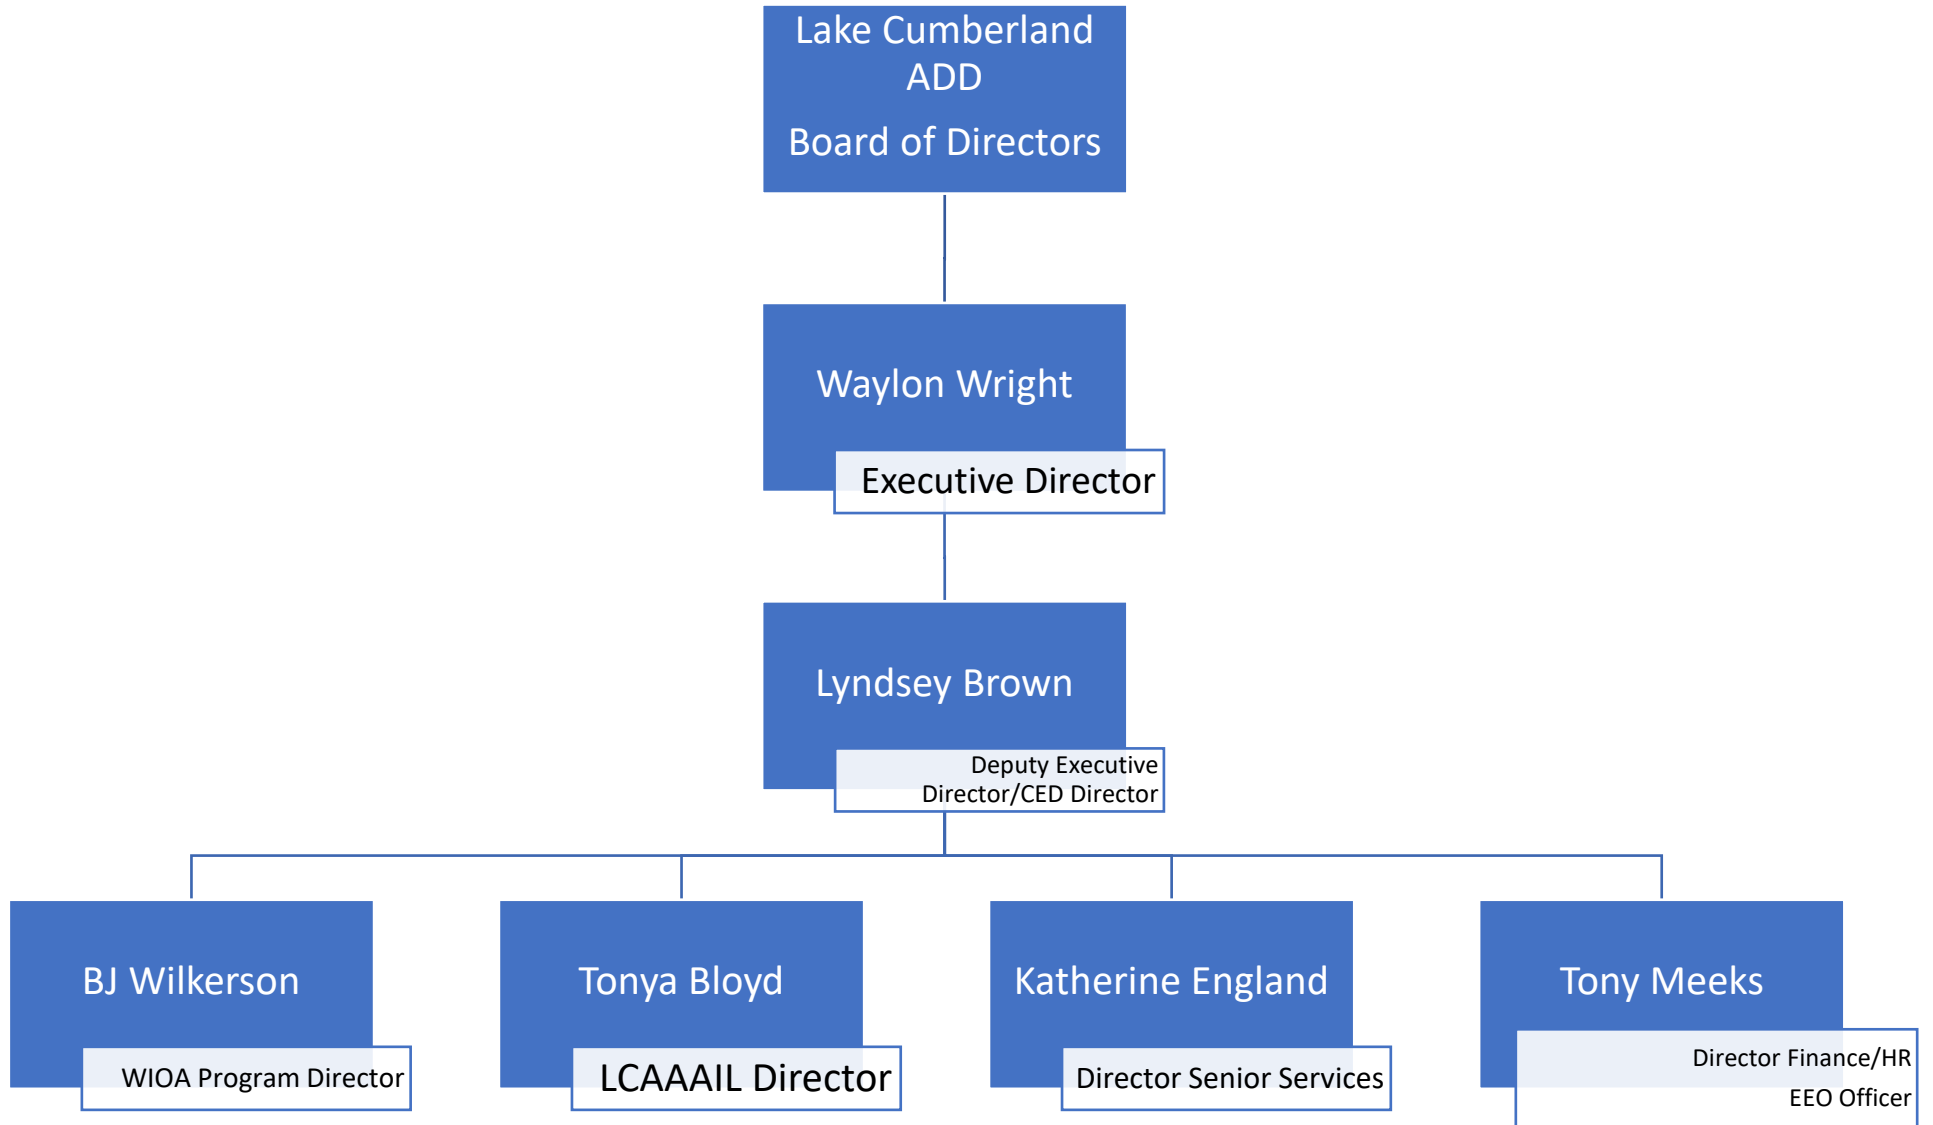 Lake Cumberland
ADD
Board of Directors
Waylon Wright
Executive Director
Lyndsey Brown
Deputy Executive
Director/CED Director
BJ Wilkerson
WIOA Program Director
Tonya Bloyd
LCAAAIL Director
Katherine England
Director Senior Services
Tony Meeks
Director Finance/HR
EEO Officer